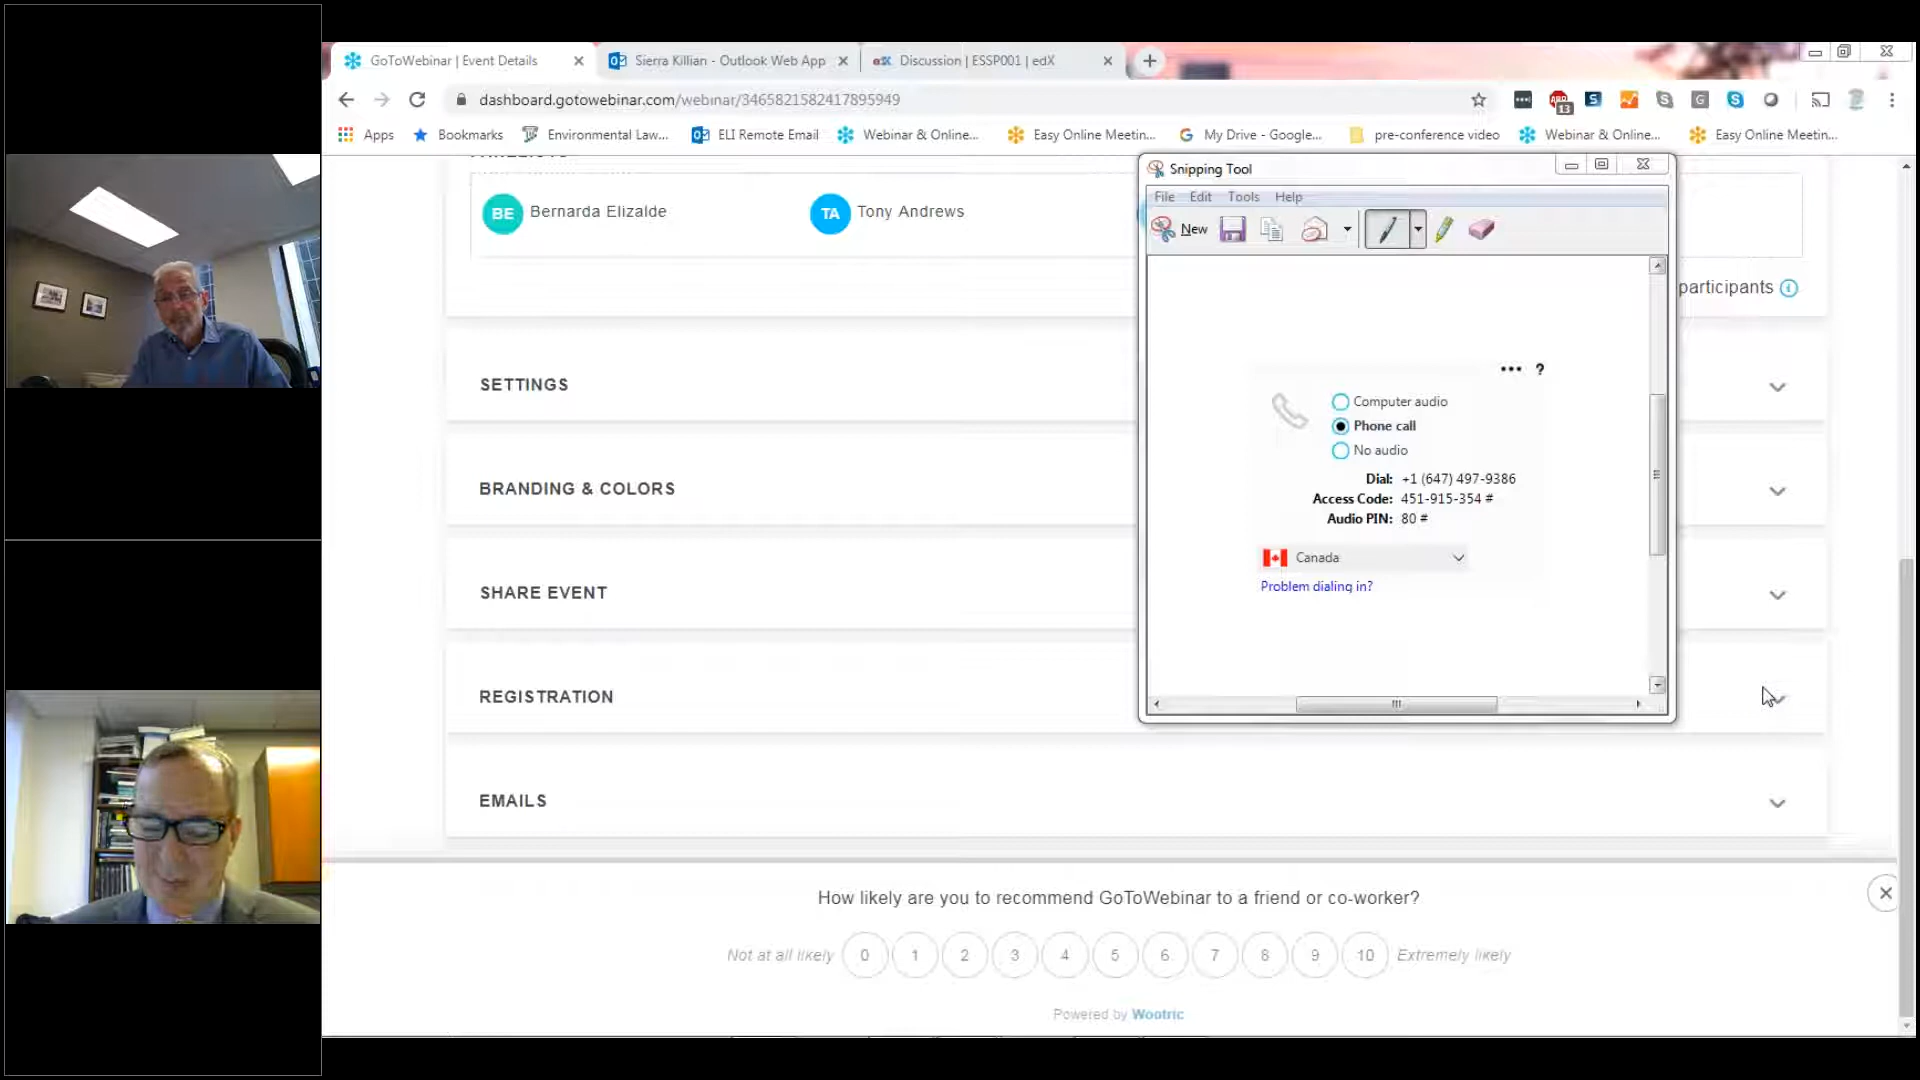 GoToWebinar | Event Details
Sierra Killian - Outlook Web App
Discussion | ESSP001 | edX
dashboard.gotowebinar.com/webinar/3465821582417895949
13
Apps
Bookmarks
Environmental Law...
ELI Remote Email
Webinar & Online...
Easy Online Meetin...
My Drive - Google...
pre-conference video
Webinar & Online...
Easy Online Meetin...
BE Bernarda Elizalde
TA Tony Andrews
participants
SETTINGS
BRANDING & COLORS
SHARE EVENT
REGISTRATION
EMAILS
Snipping Tool
File Edit Tools Help
New
Computer audio
Phone call
No audio
Dial: +1 (647) 497-9386
Access Code: 451-915-354 #
Audio PIN: 80 #
Canada
Problem dialing in?
How likely are you to recommend GoToWebinar to a friend or co-worker?
Not at all likely 0 1 2 3 4 5 6 7 8 9 10 Extremely likely
Powered by Wootric